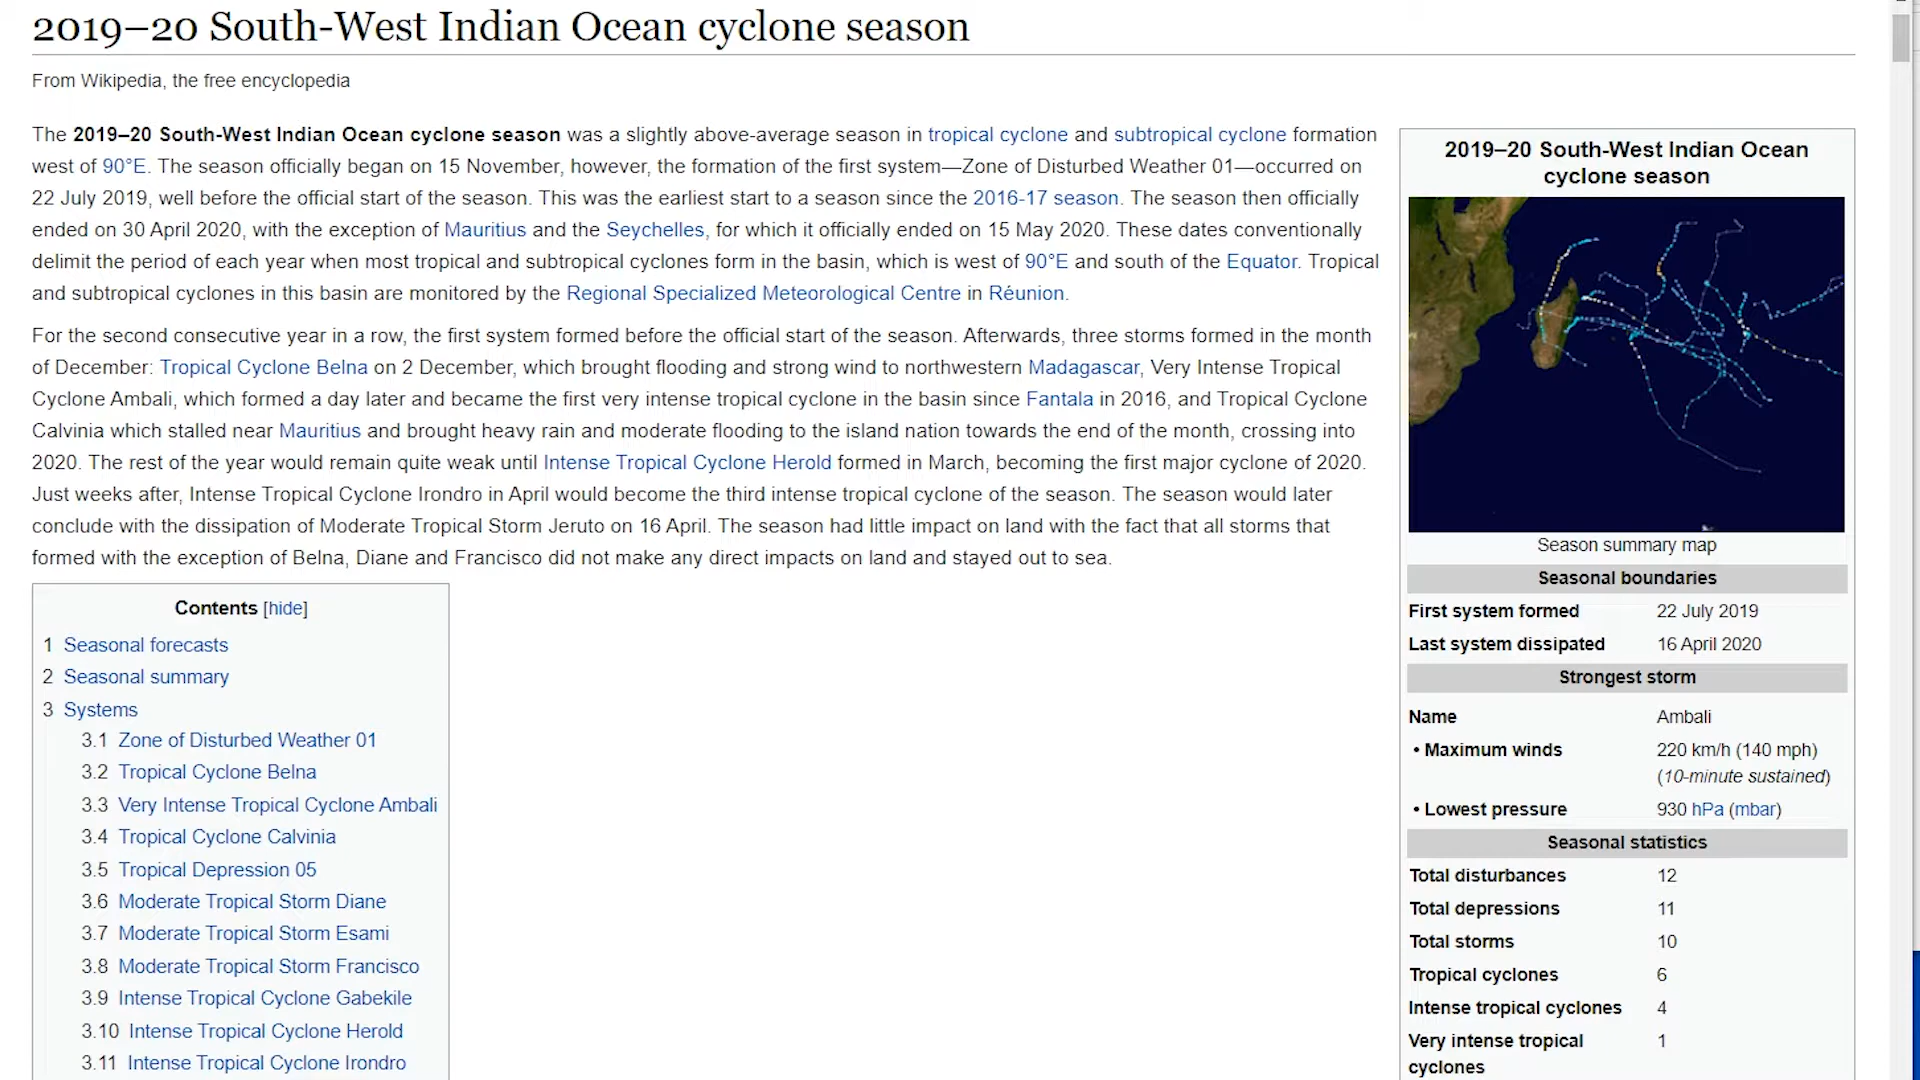 2019–20 South-West Indian Ocean cyclone season
From Wikipedia, the free encyclopedia
The 2019–20 South-West Indian Ocean cyclone season was a slightly above-average season in tropical cyclone and subtropical cyclone formation
west of 90°E. The season officially began on 15 November, however, the formation of the first system—Zone of Disturbed Weather 01—occurred on
22 July 2019, well before the official start of the season. This was the earliest start to a season since the 2016-17 season. The season then officially
ended on 30 April 2020, with the exception of Mauritius and the Seychelles, for which it officially ended on 15 May 2020. These dates conventionally
delimit the period of each year when most tropical and subtropical cyclones form in the basin, which is west of 90°E and south of the Equator. Tropical
and subtropical cyclones in this basin are monitored by the Regional Specialized Meteorological Centre in Réunion.
For the second consecutive year in a row, the first system formed before the official start of the season. Afterwards, three storms formed in the month
of December: Tropical Cyclone Belna on 2 December, which brought flooding and strong wind to northwestern Madagascar, Very Intense Tropical
Cyclone Ambali, which formed a day later and became the first very intense tropical cyclone in the basin since Fantala in 2016, and Tropical Cyclone
Calvinia which stalled near Mauritius and brought heavy rain and moderate flooding to the island nation towards the end of the month, crossing into
2020. The rest of the year would remain quite weak until Intense Tropical Cyclone Herold formed in March, becoming the first major cyclone of 2020.
Just weeks after, Intense Tropical Cyclone Irondro in April would become the third intense tropical cyclone of the season. The season would later
conclude with the dissipation of Moderate Tropical Storm Jeruto on 16 April. The season had little impact on land with the fact that all storms that
formed with the exception of Belna, Diane and Francisco did not make any direct impacts on land and stayed out to sea.
Contents [hide]
1 Seasonal forecasts
2 Seasonal summary
3 Systems
3.1 Zone of Disturbed Weather 01
3.2 Tropical Cyclone Belna
3.3 Very Intense Tropical Cyclone Ambali
3.4 Tropical Cyclone Calvinia
3.5 Tropical Depression 05
3.6 Moderate Tropical Storm Diane
3.7 Moderate Tropical Storm Esami
3.8 Moderate Tropical Storm Francisco
3.9 Intense Tropical Cyclone Gabekile
3.10 Intense Tropical Cyclone Herold
3.11 Intense Tropical Cyclone Irondro
2019–20 South-West Indian Ocean
cyclone season
Season summary map
Seasonal boundaries
First system formed 22 July 2019
Last system dissipated 16 April 2020
Strongest storm
Name Ambali
• Maximum winds 220 km/h (140 mph)
(10-minute sustained)
• Lowest pressure 930 hPa (mbar)
Seasonal statistics
Total disturbances 12
Total depressions 11
Total storms 10
Tropical cyclones 6
Intense tropical cyclones 4
Very intense tropical 1
cyclones